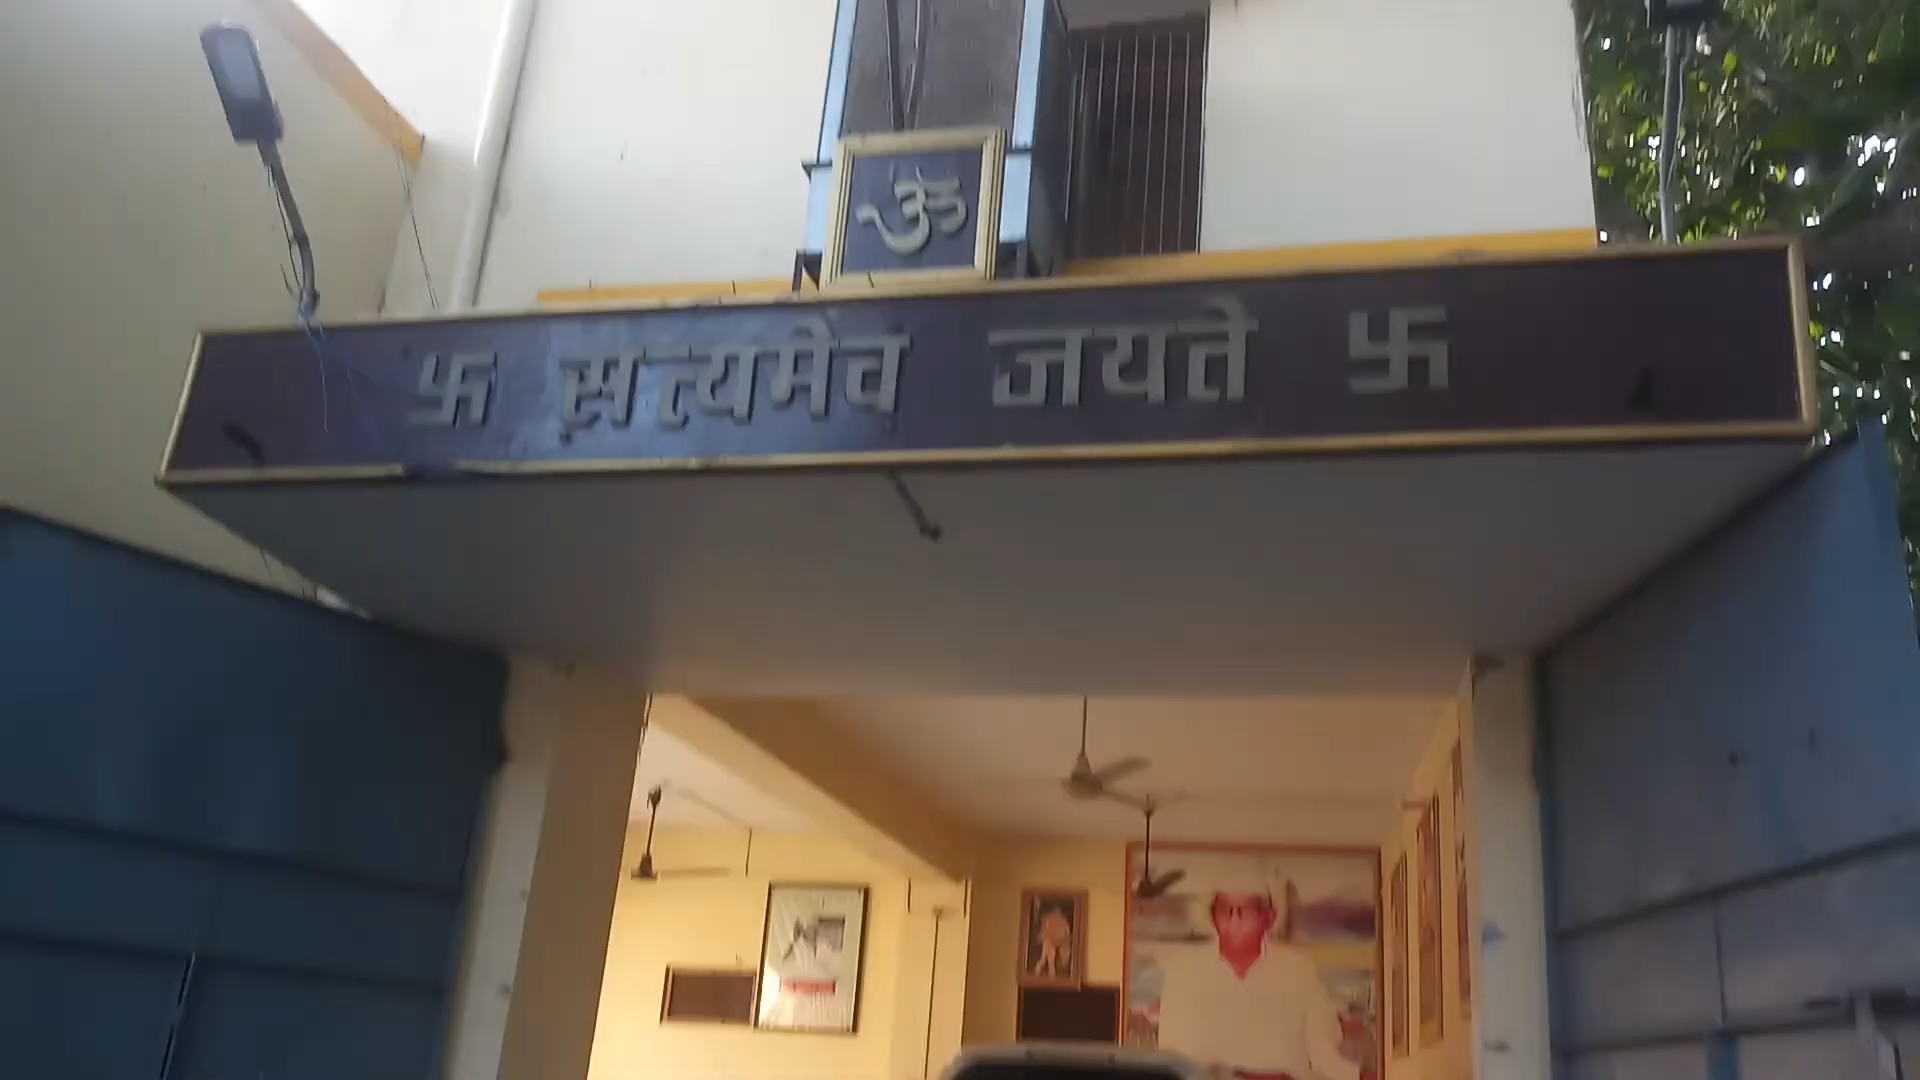 ॐ
卐 सत्यमेव जयते 卐